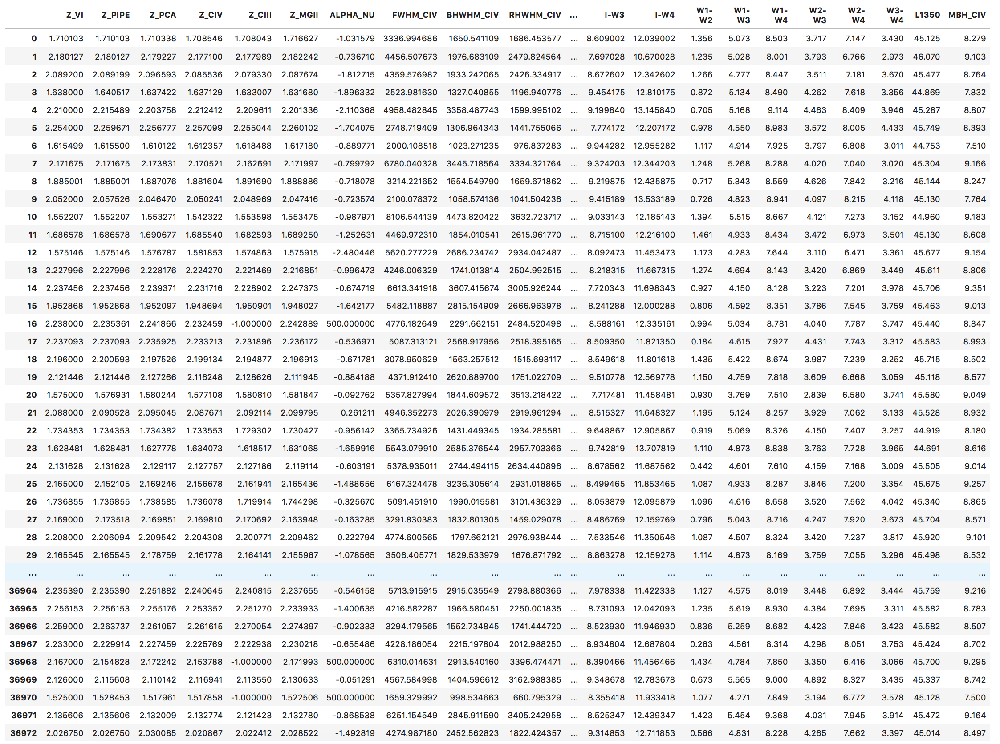 Z_VI Z_PIPE Z_PCA Z_CIV Z_CIII Z_MGII ALPHA_NU FWHM_CIV BHWHM_CIV RHWHM_CIV ... I-W3 I-W4 W1-W2 W1-W3 W1-W4 W2-W3 W2-W4 W3-W4 L1350 MBH_CIV
0 1.710103 1.710103 1.710338 1.708546 1.708043 1.716627 -1.031579 3336.994686 1650.541109 1686.453577 ... 8.609002 12.039002 1.356 5.073 8.503 3.717 7.147 3.430 45.125 8.279
1 2.180127 2.180127 2.179227 2.177100 2.177989 2.182242 -0.736710 4456.507673 1976.683109 2479.824564 ... 7.697028 10.670028 1.235 5.028 8.001 3.793 6.766 2.973 46.070 9.103
2 2.089200 2.089199 2.096593 2.085536 2.079330 2.087674 -1.812715 4359.576982 1933.242065 2426.334917 ... 8.672602 12.342602 1.266 4.777 8.447 3.511 7.181 3.670 45.477 8.764
3 1.638000 1.640517 1.637422 1.637129 1.633007 1.631680 -1.896332 2523.981630 1327.040855 1196.940776 ... 9.454175 12.810175 0.872 5.134 8.490 4.262 7.618 3.356 44.869 7.832
4 2.210000 2.215489 2.203758 2.212412 2.209611 2.201336 -2.110368 4958.482845 3358.487743 1599.995102 ... 9.199840 13.145840 0.705 5.168 9.114 4.463 8.409 3.946 45.287 8.807
5 2.254000 2.259671 2.256777 2.257099 2.255044 2.260102 -1.704075 2748.719409 1306.964343 1441.755066 ... 7.774172 12.207172 0.978 4.550 8.983 3.572 8.005 4.433 45.749 8.393
6 1.615499 1.615500 1.610122 1.612357 1.618488 1.617180 -0.889771 2000.108518 1023.271235 976.837283 ... 9.944282 12.955282 1.117 4.914 7.925 3.797 6.808 3.011 44.753 7.510
7 2.171675 2.171675 2.173831 2.170521 2.162691 2.171997 -0.799792 6780.040328 3445.718564 3334.321764 ... 9.324203 12.344203 1.248 5.268 8.288 4.020 7.040 3.020 45.304 9.166
8 1.885001 1.885001 1.887076 1.881604 1.891690 1.888886 -0.718078 3214.221652 1554.549790 1659.671862 ... 9.219875 12.435875 0.717 5.343 8.559 4.626 7.842 3.216 45.144 8.247
9 2.052000 2.057526 2.046470 2.050241 2.048969 2.047416 -0.723574 2100.078372 1058.574136 1041.504236 ... 9.415189 13.533189 0.726 4.823 8.941 4.097 8.215 4.118 45.130 7.764
10 1.552207 1.552207 1.553271 1.542322 1.553598 1.553475 -0.987971 8106.544139 4473.820422 3632.723717 ... 9.033143 12.185143 1.394 5.515 8.667 4.121 7.273 3.152 44.960 9.183
11 1.686578 1.686578 1.690677 1.685540 1.682593 1.689250 -1.252631 4469.972310 1854.010541 2615.961770 ... 8.715100 12.216100 1.461 4.933 8.434 3.472 6.973 3.501 45.130 8.608
12 1.575146 1.575146 1.576787 1.581853 1.574863 1.575915 -2.480446 5620.277229 2686.234742 2934.042487 ... 8.092473 11.453473 1.173 4.283 7.644 3.110 6.471 3.361 45.677 9.154
13 2.227996 2.227996 2.228176 2.224270 2.221469 2.216851 -0.996473 4246.006329 1741.013814 2504.992515 ... 8.218315 11.667315 1.274 4.694 8.143 3.420 6.869 3.449 45.611 8.806
14 2.237456 2.237456 2.239371 2.231716 2.228902 2.247373 -0.674719 6613.341918 3607.415674 3005.926244 ... 7.720343 11.698343 0.927 4.150 8.128 3.223 7.201 3.978 45.706 9.351
15 1.952868 1.952868 1.952097 1.948694 1.950901 1.948027 -1.642177 5482.118887 2815.154909 2666.963978 ... 8.241288 12.000288 0.806 4.592 8.351 3.786 7.545 3.759 45.463 9.013
16 2.238000 2.235361 2.241866 2.232459 -1.000000 2.242889 500.000000 4776.182649 2291.662151 2484.520498 ... 8.588161 12.335161 0.994 5.034 8.781 4.040 7.787 3.747 45.440 8.847
17 2.237093 2.237093 2.235925 2.233213 2.231896 2.236172 -0.536971 5087.313121 2568.917956 2518.395165 ... 8.509350 11.821350 0.184 4.615 7.927 4.431 7.743 3.312 45.583 8.993
18 2.196000 2.200593 2.197526 2.199134 2.194877 2.196913 -0.671781 3078.950629 1563.257512 1515.693117 ... 8.549618 11.801618 1.435 5.422 8.674 3.987 7.239 3.252 45.715 8.502
19 2.121446 2.121446 2.127266 2.116248 2.128626 2.111945 -0.884188 4371.912410 2620.889700 1751.022709 ... 9.510778 12.569778 1.150 4.759 7.818 3.609 6.668 3.059 45.118 8.577
20 1.575000 1.576931 1.580244 1.577108 1.580810 1.581847 -0.092762 5357.827994 1844.609572 3513.218422 ... 7.717481 11.458481 0.930 3.769 7.510 2.839 6.580 3.741 45.580 9.049
21 2.088000 2.090528 2.095045 2.087671 2.092114 2.099795 0.261211 4946.352273 2026.390979 2919.961294 ... 8.515327 11.648327 1.195 5.124 8.257 3.929 7.062 3.133 45.528 8.932
22 1.734353 1.734353 1.734382 1.733553 1.729302 1.730427 -0.956142 3365.734926 1431.449345 1934.285581 ... 9.648867 12.905867 0.919 5.069 8.326 4.150 7.407 3.257 44.919 8.180
23 1.628481 1.628481 1.627778 1.634073 1.618517 1.631068 -1.659916 5543.079910 2585.376544 2957.703366 ... 9.742819 13.707819 1.110 4.873 8.838 3.763 7.728 3.965 44.691 8.616
24 2.131628 2.131628 2.129117 2.127757 2.127186 2.119114 -0.603191 5378.935011 2744.494115 2634.440896 ... 8.678562 11.687562 0.442 4.601 7.610 4.159 7.168 3.009 45.505 9.014
25 2.165000 2.152105 2.169246 2.156678 2.161941 2.165436 -1.488656 6167.324478 3236.305614 2931.018865 ... 8.499465 11.853465 1.087 4.933 8.287 3.846 7.200 3.354 45.675 9.257
26 1.736855 1.736855 1.738585 1.736078 1.719914 1.744298 -0.325670 5091.451910 1990.015581 3101.436329 ... 8.053879 12.095879 1.096 4.616 8.658 3.520 7.562 4.042 45.340 8.865
27 2.169000 2.173518 2.169851 2.169810 2.170692 2.163948 -0.163285 3291.830383 1832.801305 1459.029078 ... 8.486769 12.159769 0.796 5.043 8.716 4.247 7.920 3.673 45.704 8.571
28 2.208000 2.206094 2.209542 2.204308 2.200771 2.209462 0.222794 4774.600565 1797.662121 2976.938444 ... 7.533546 11.350546 1.087 4.507 8.324 3.420 7.237 3.817 45.920 9.101
29 2.165545 2.165545 2.178759 2.161778 2.164141 2.155967 -1.078565 3506.405771 1829.533979 1676.871792 ... 8.863278 12.159278 1.114 4.873 8.169 3.759 7.055 3.296 45.498 8.532
... ... ... ... ... ... ... ... ... ... ... ... ... ... ... ... ... ... ... ... ... ...
36964 2.235390 2.235390 2.251882 2.240645 2.240815 2.237655 -0.546158 5713.915915 2915.035549 2798.880366 ... 7.978338 11.422338 1.127 4.575 8.019 3.448 6.892 3.444 45.759 9.216
36965 2.256153 2.256153 2.255176 2.253352 2.251270 2.233933 -1.400635 4216.582287 1966.580451 2250.001835 ... 8.731093 12.042093 1.235 5.619 8.930 4.384 7.695 3.311 45.582 8.783
36966 2.259000 2.263737 2.261057 2.261615 2.270054 2.274397 -0.902333 3294.179565 1552.734845 1741.444720 ... 8.523930 11.946930 0.836 5.259 8.682 4.423 7.846 3.423 45.582 8.507
36967 2.233000 2.229914 2.227459 2.225769 2.222938 2.230218 -0.655486 4228.186054 2215.197804 2012.988250 ... 8.934804 12.687804 0.263 4.561 8.314 4.298 8.051 3.753 45.424 8.702
36968 2.167000 2.154828 2.172242 2.153788 -1.000000 2.171993 500.000000 6310.014631 2913.540160 3396.474471 ... 8.390466 11.456466 1.434 4.784 7.850 3.350 6.416 3.066 45.700 9.295
36969 2.126000 2.115608 2.110142 2.116941 2.113550 2.130633 -0.051291 4567.584998 1404.596612 3162.988385 ... 9.348678 12.783678 0.673 5.565 9.000 4.892 8.327 3.435 45.337 8.742
36970 1.525000 1.528453 1.517961 1.517858 -1.000000 1.522506 500.000000 1659.329992 998.534663 660.795329 ... 8.355418 11.933418 1.077 4.271 7.849 3.194 6.772 3.578 45.128 7.500
36971 2.135606 2.135606 2.132009 2.132774 2.121423 2.132780 -0.868538 6251.154549 2845.911590 3405.242958 ... 8.525347 12.439347 1.423 5.454 9.368 4.031 7.945 3.914 45.472 9.164
36972 2.026750 2.026750 2.030085 2.020867 2.022412 2.028522 -1.492819 4274.987180 2452.562823 1822.424357 ... 9.314853 12.711853 0.566 4.831 8.228 4.265 7.662 3.397 45.014 8.497